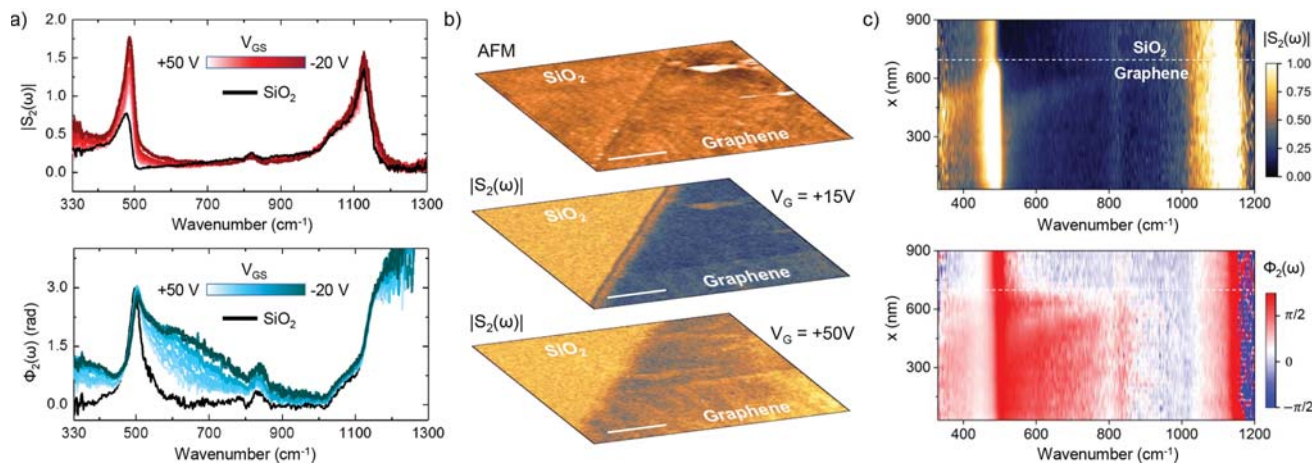 a)
2.0
1.5
1.0
0.5
0.0
|S₂(ω)|
V_GS
+50 V
-20 V
SiO₂
330 500 700 900 1100 1300
Wavenumber (cm⁻¹)
3.0
1.5
0.0
Φ₂(ω) (rad)
V_GS
+50 V
-20 V
SiO₂
330 500 700 900 1100 1300
Wavenumber (cm⁻¹)
b)
AFM
SiO₂
Graphene
|S₂(ω)|
V_G = +15V
SiO₂
Graphene
|S₂(ω)|
V_G = +50V
SiO₂
Graphene
c)
900
600
300
x (nm)
SiO₂
Graphene
|S₂(ω)|
1.00
0.75
0.50
0.25
0.00
400 600 800 1000 1200
Wavenumber (cm⁻¹)
900
600
300
x (nm)
Φ₂(ω)
π/2
0
−π/2
400 600 800 1000 1200
Wavenumber (cm⁻¹)